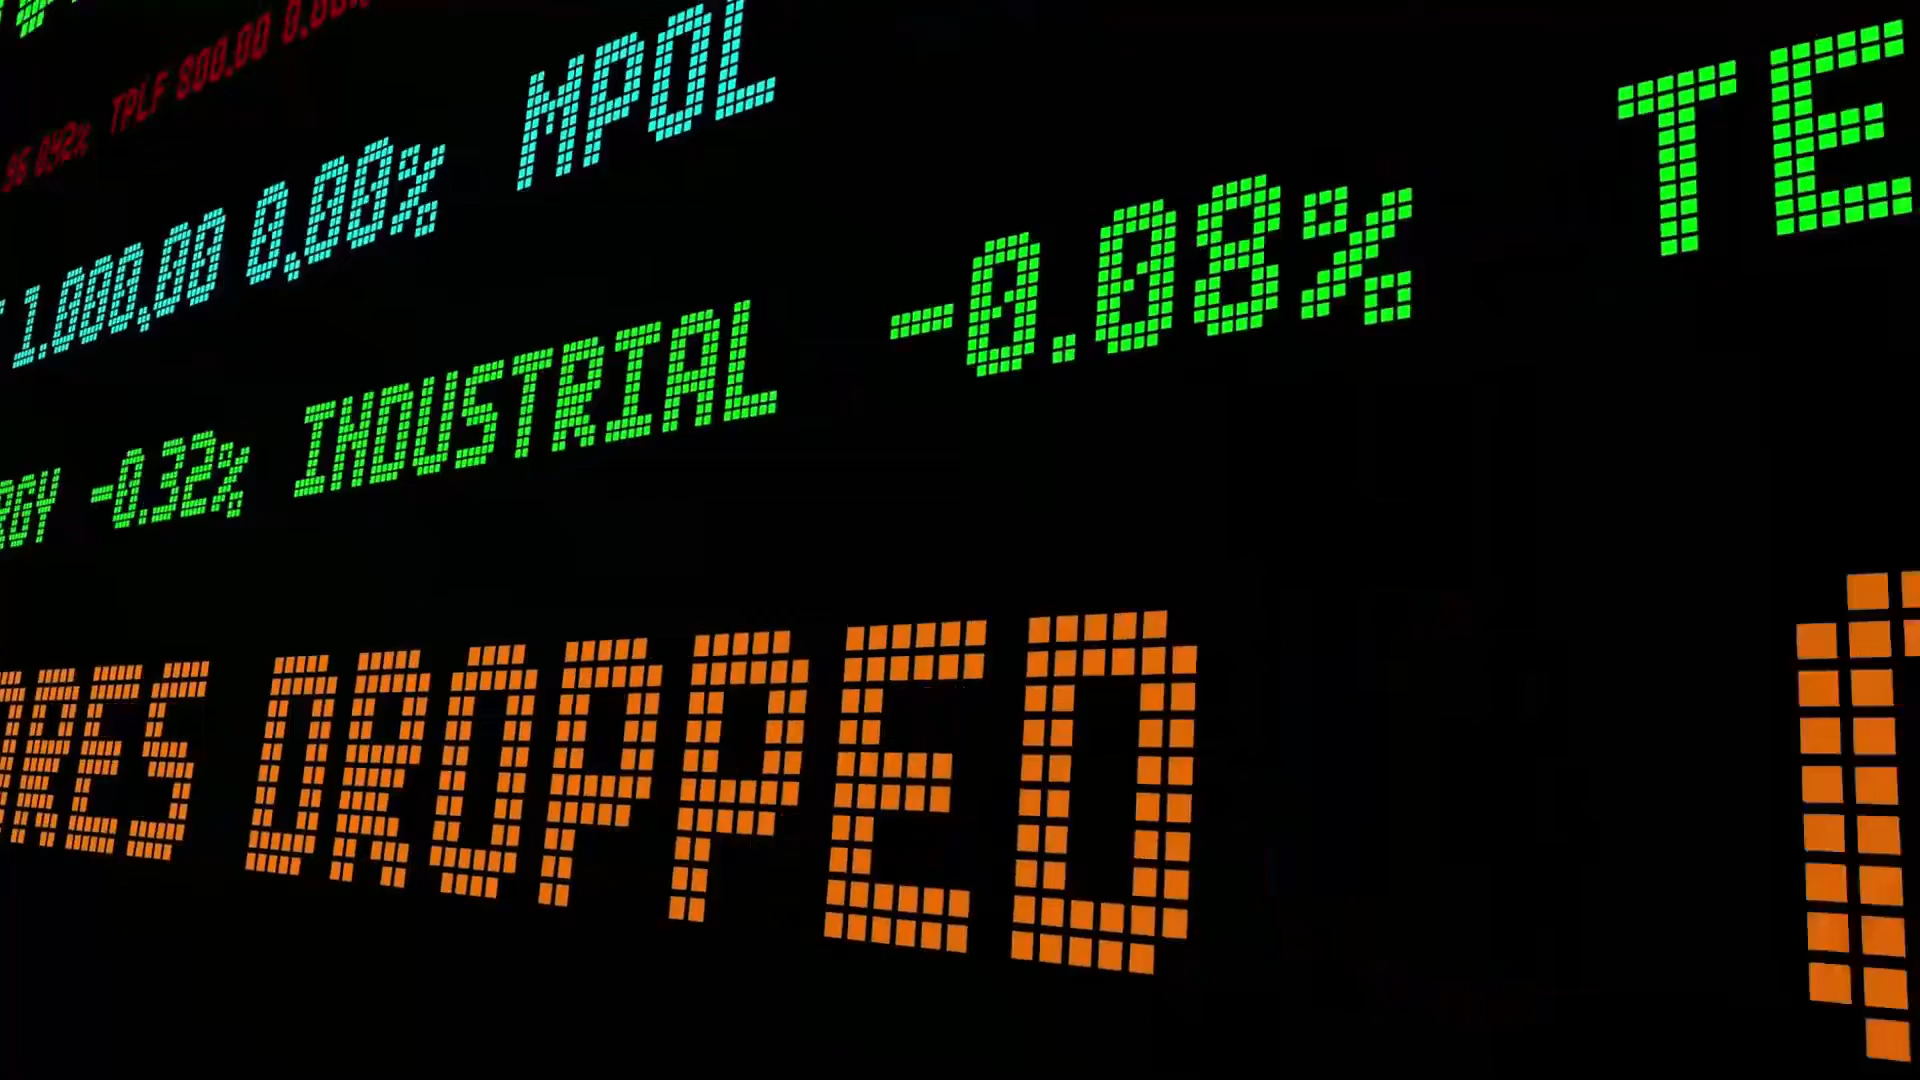 TPLF 800.00
1.000,00 0,00% MPOL
-0.32% INDUSTRIAL -0.08% TE
DROPPED